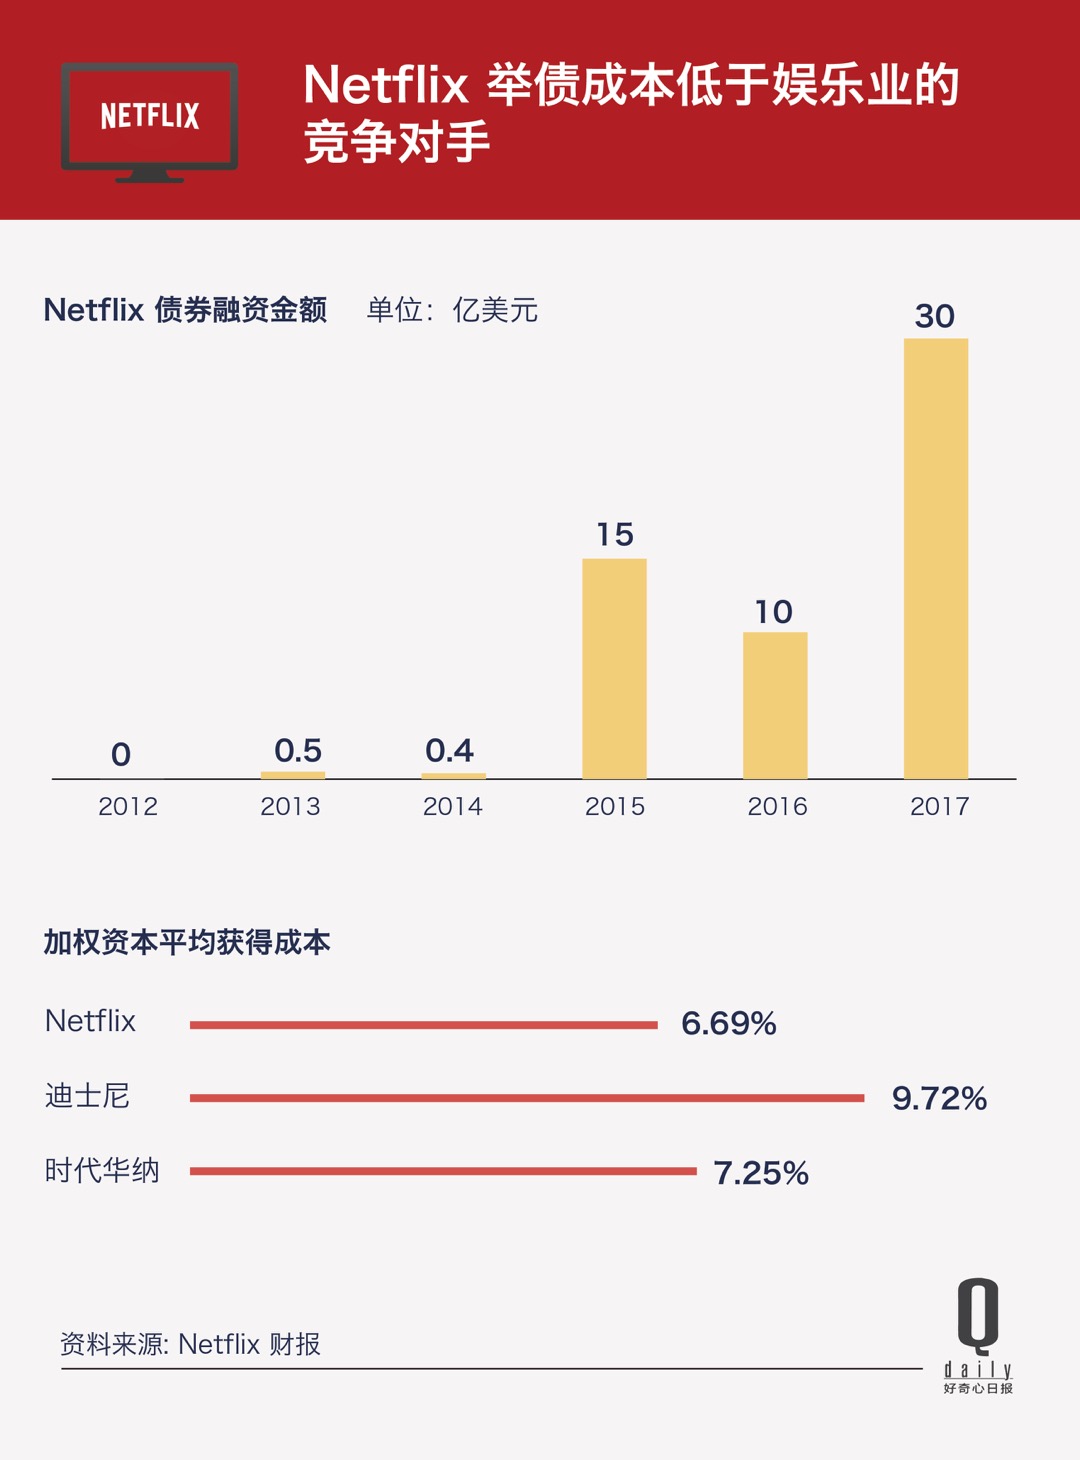 NETFLIX
Netflix 举债成本低于娱乐业的
竞争对手
Netflix 债券融资金额 单位：亿美元
30
15
10
0 0.5 0.4
2012 2013 2014 2015 2016 2017
加权资本平均获得成本
Netflix 6.69%
迪士尼 9.72%
时代华纳 7.25%
资料来源: Netflix 财报
Q
daily
好奇心日报